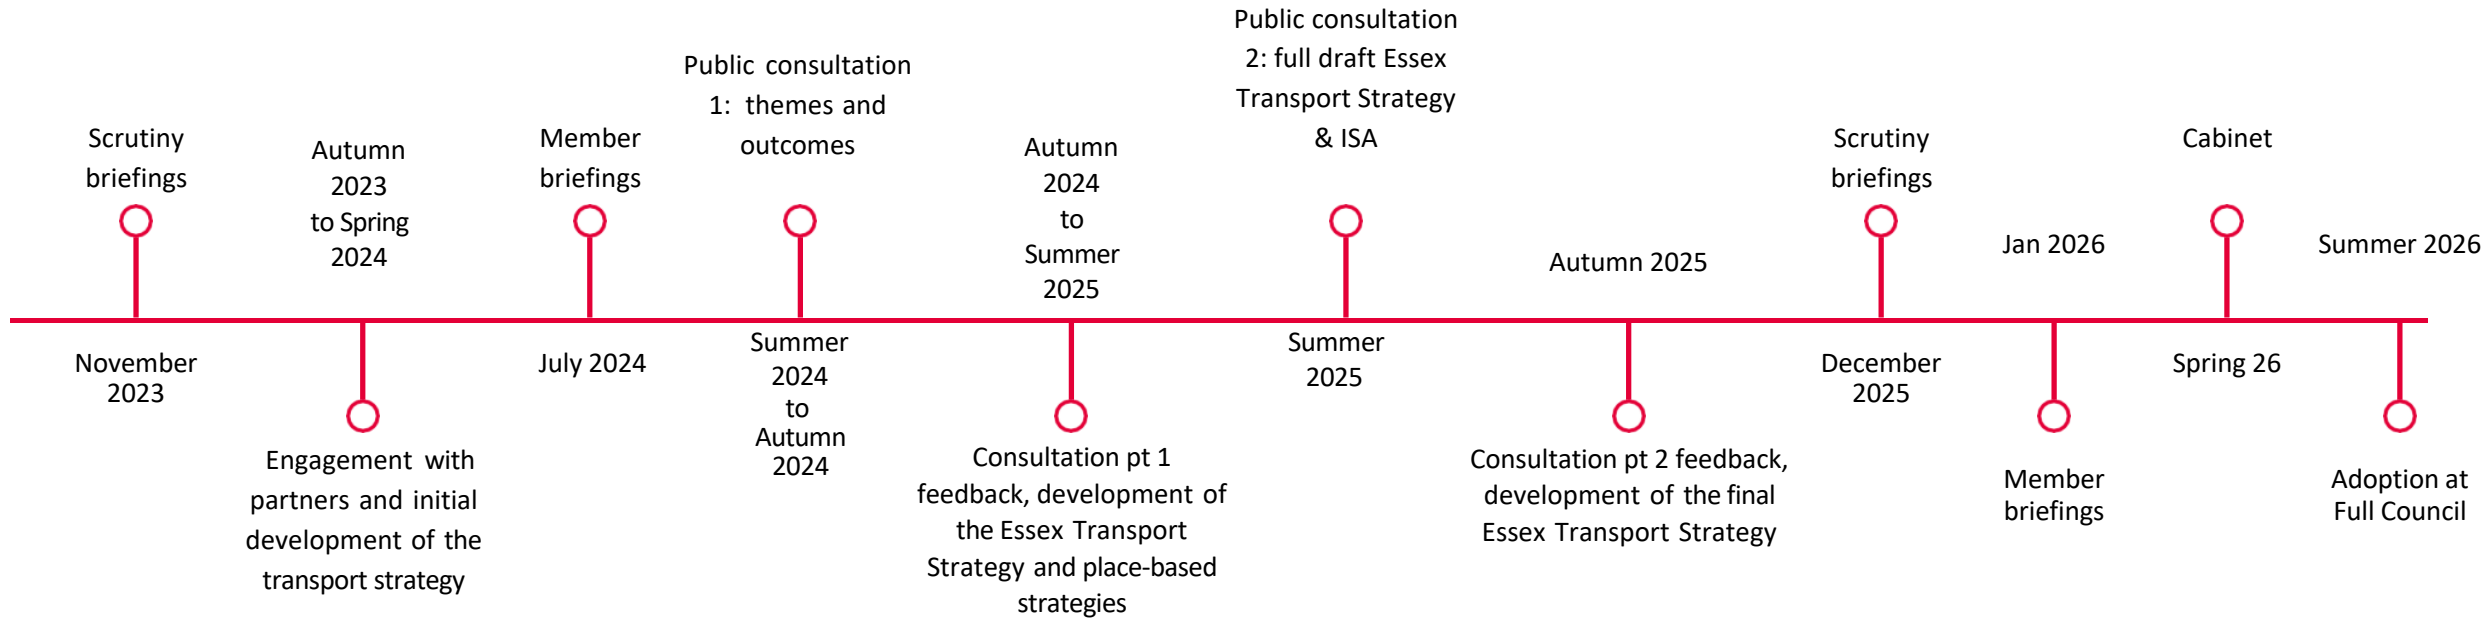 Scrutiny
briefings
November
2023
Autumn
2023
to Spring
2024
Engagement with
partners and initial
development of the
transport strategy
Member
briefings
July 2024
Public consultation
1: themes and
outcomes
Summer
2024
to
Autumn
2024
Autumn
2024
to
Summer
2025
Consultation pt 1
feedback, development of
the Essex Transport
Strategy and place-based
strategies
Public consultation
2: full draft Essex
Transport Strategy
& ISA
Summer
2025
Autumn 2025
Consultation pt 2 feedback,
development of the final
Essex Transport Strategy
Scrutiny
briefings
December
2025
Jan 2026
Member
briefings
Cabinet
Spring 26
Summer 2026
Adoption at
Full Council